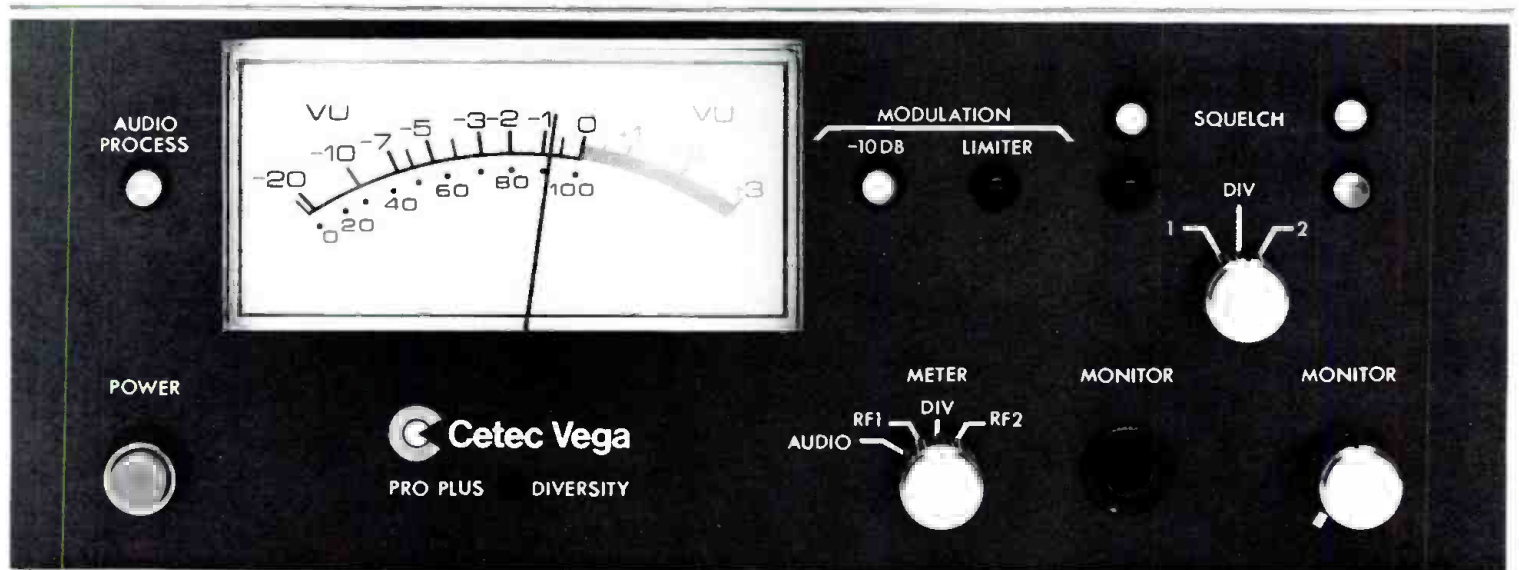 AUDIO PROCESS
VU
VU
-20 -10 -7 -5 -3 -2 -1 0 +1 +3
0 20 40 60 80 100
MODULATION
-10 DB LIMITER
SQUELCH
1 DIV 2
POWER
Cetec Vega
PRO PLUS DIVERSITY
METER
AUDIO RF1 DIV RF2
MONITOR
MONITOR